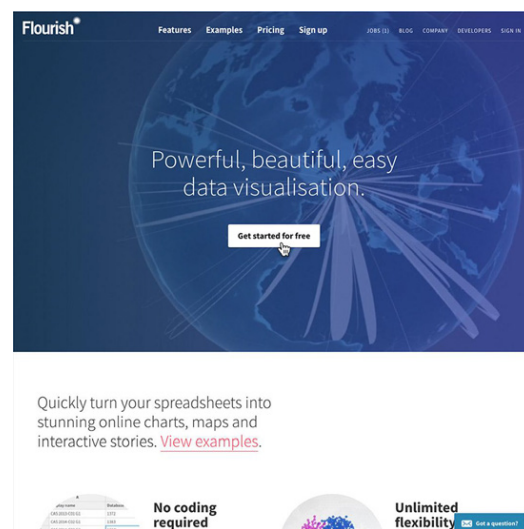 Flourish
Features Examples Pricing Sign up JOBS (1) BLOG COMPANY DEVELOPERS SIGN IN
Powerful, beautiful, easy
data visualisation.
Get started for free
Quickly turn your spreadsheets into
stunning online charts, maps and
interactive stories. View examples.
No coding
required
Unlimited
flexibility
Got a question?